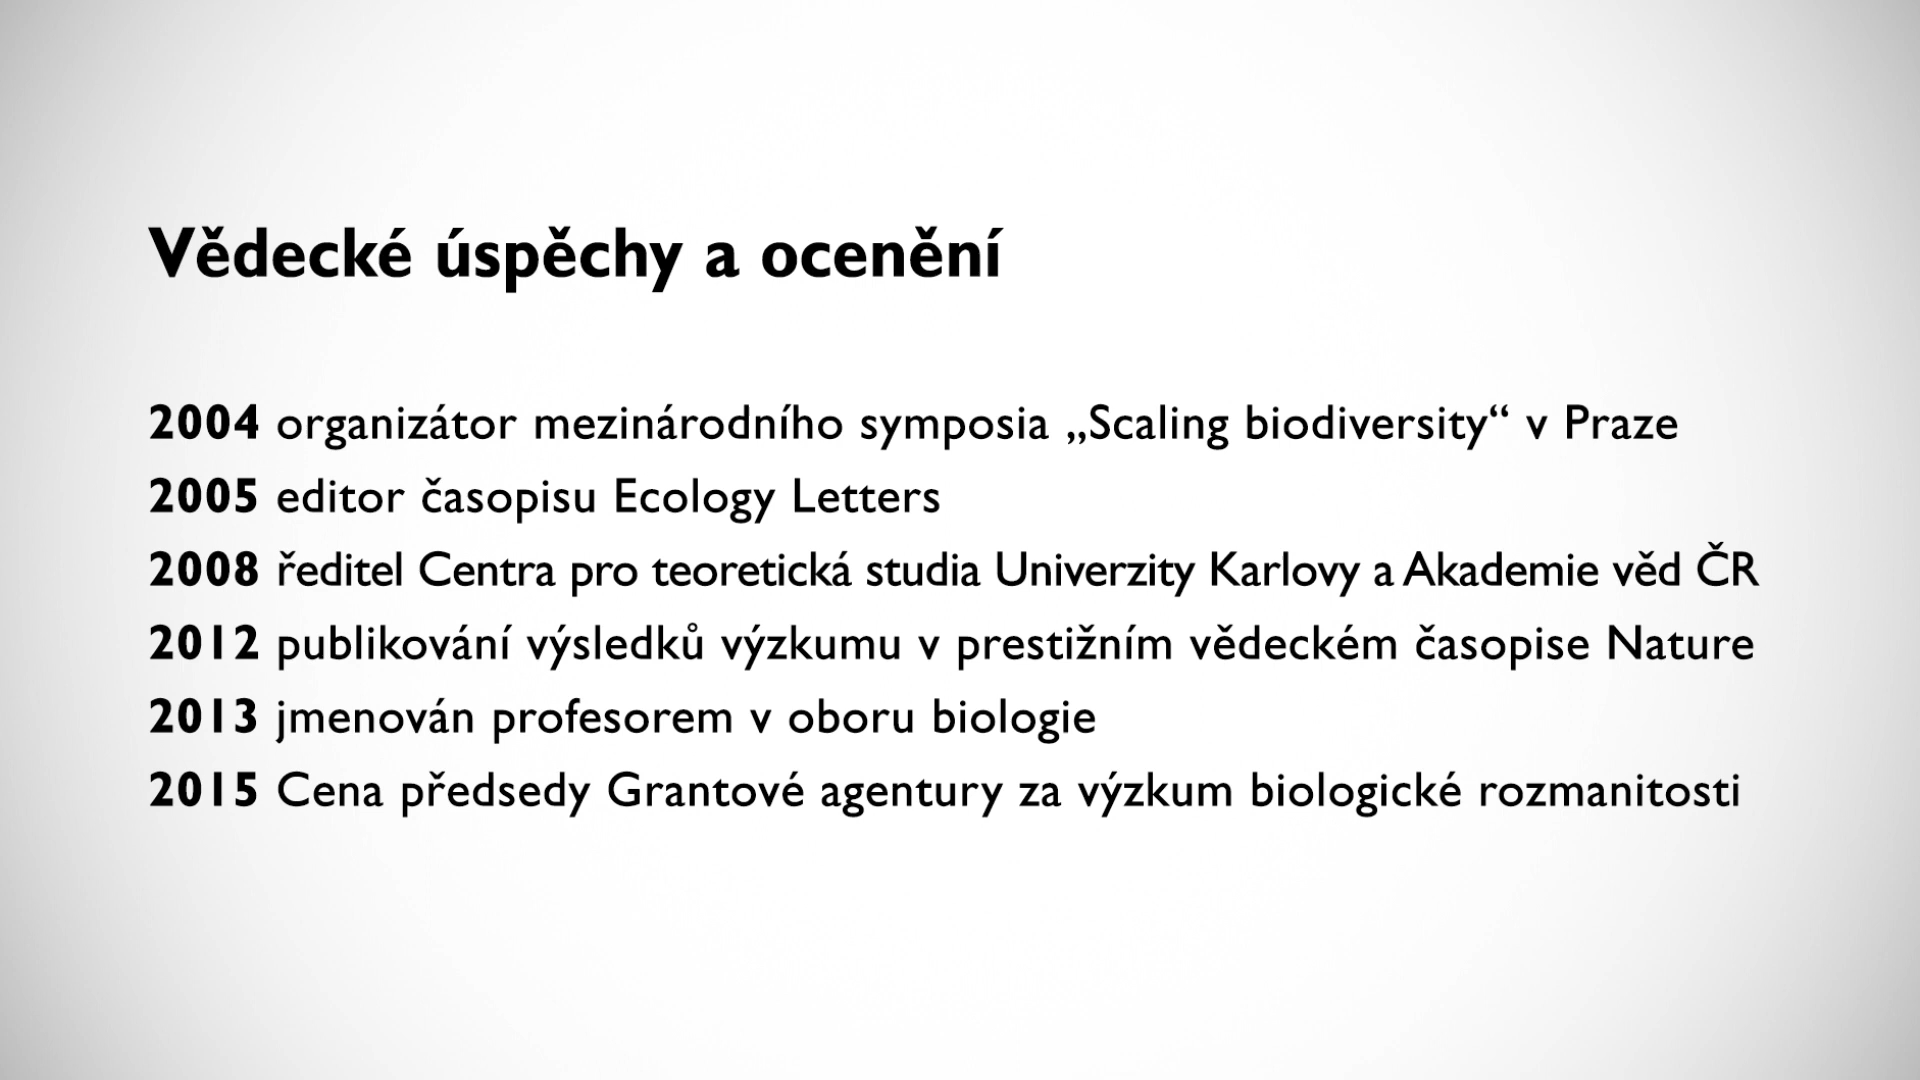 Vědecké úspěchy a ocenění
2004 organizátor mezinárodního symposia „Scaling biodiversity“ v Praze
2005 editor časopisu Ecology Letters
2008 ředitel Centra pro teoretická studia Univerzity Karlovy a Akademie věd ČR
2012 publikování výsledků výzkumu v prestižním vědeckém časopise Nature
2013 jmenován profesorem v oboru biologie
2015 Cena předsedy Grantové agentury za výzkum biologické rozmanitosti